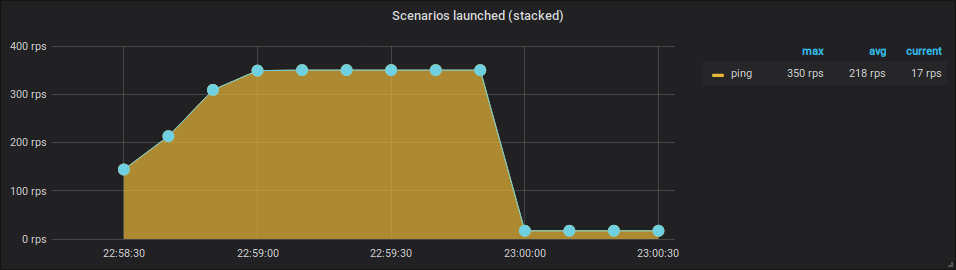 Scenarios launched (stacked)
400 rps
300 rps
200 rps
100 rps
0 rps
22:58:30 22:59:00 22:59:30 23:00:00 23:00:30
max avg current
ping 350 rps 218 rps 17 rps